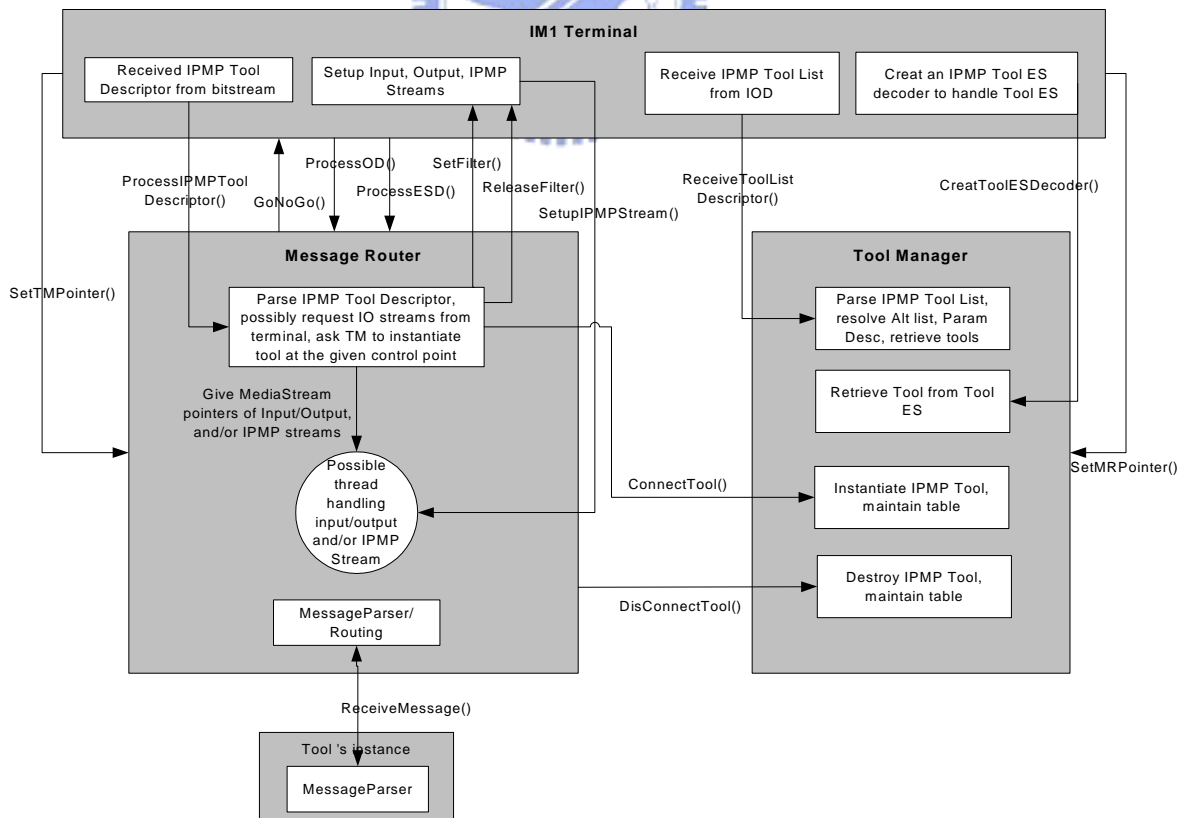 IM1 Terminal
Received IPMP Tool
Descriptor from bitstream
Setup Input, Output, IPMP
Streams
Receive IPMP Tool List
from IOD
Creat an IPMP Tool ES
decoder to handle Tool ES
ProcessIPMPTool
Descriptor()
GoNoGo()
ProcessOD()
ProcessESD()
SetFilter()
ReleaseFilter()
SetupIPMPStream()
ReceiveToolList
Descriptor()
CreatToolESDecoder()
SetTMPointer()
Message Router
Parse IPMP Tool Descriptor,
possibly request IO streams from
terminal, ask TM to instantiate
tool at the given control point
Give MediaStream
pointers of Input/Output,
and/or IPMP streams
Possible
thread
handling
input/output
and/or IPMP
Stream
MessageParser/
Routing
Tool Manager
Parse IPMP Tool List,
resolve Alt list, Param
Desc, retrieve tools
Retrieve Tool from Tool
ES
SetMRPointer()
ConnectTool()
Instantiate IPMP Tool,
maintain table
DisConnectTool()
Destroy IPMP Tool,
maintain table
ReceiveMessage()
Tool 's instance
MessageParser